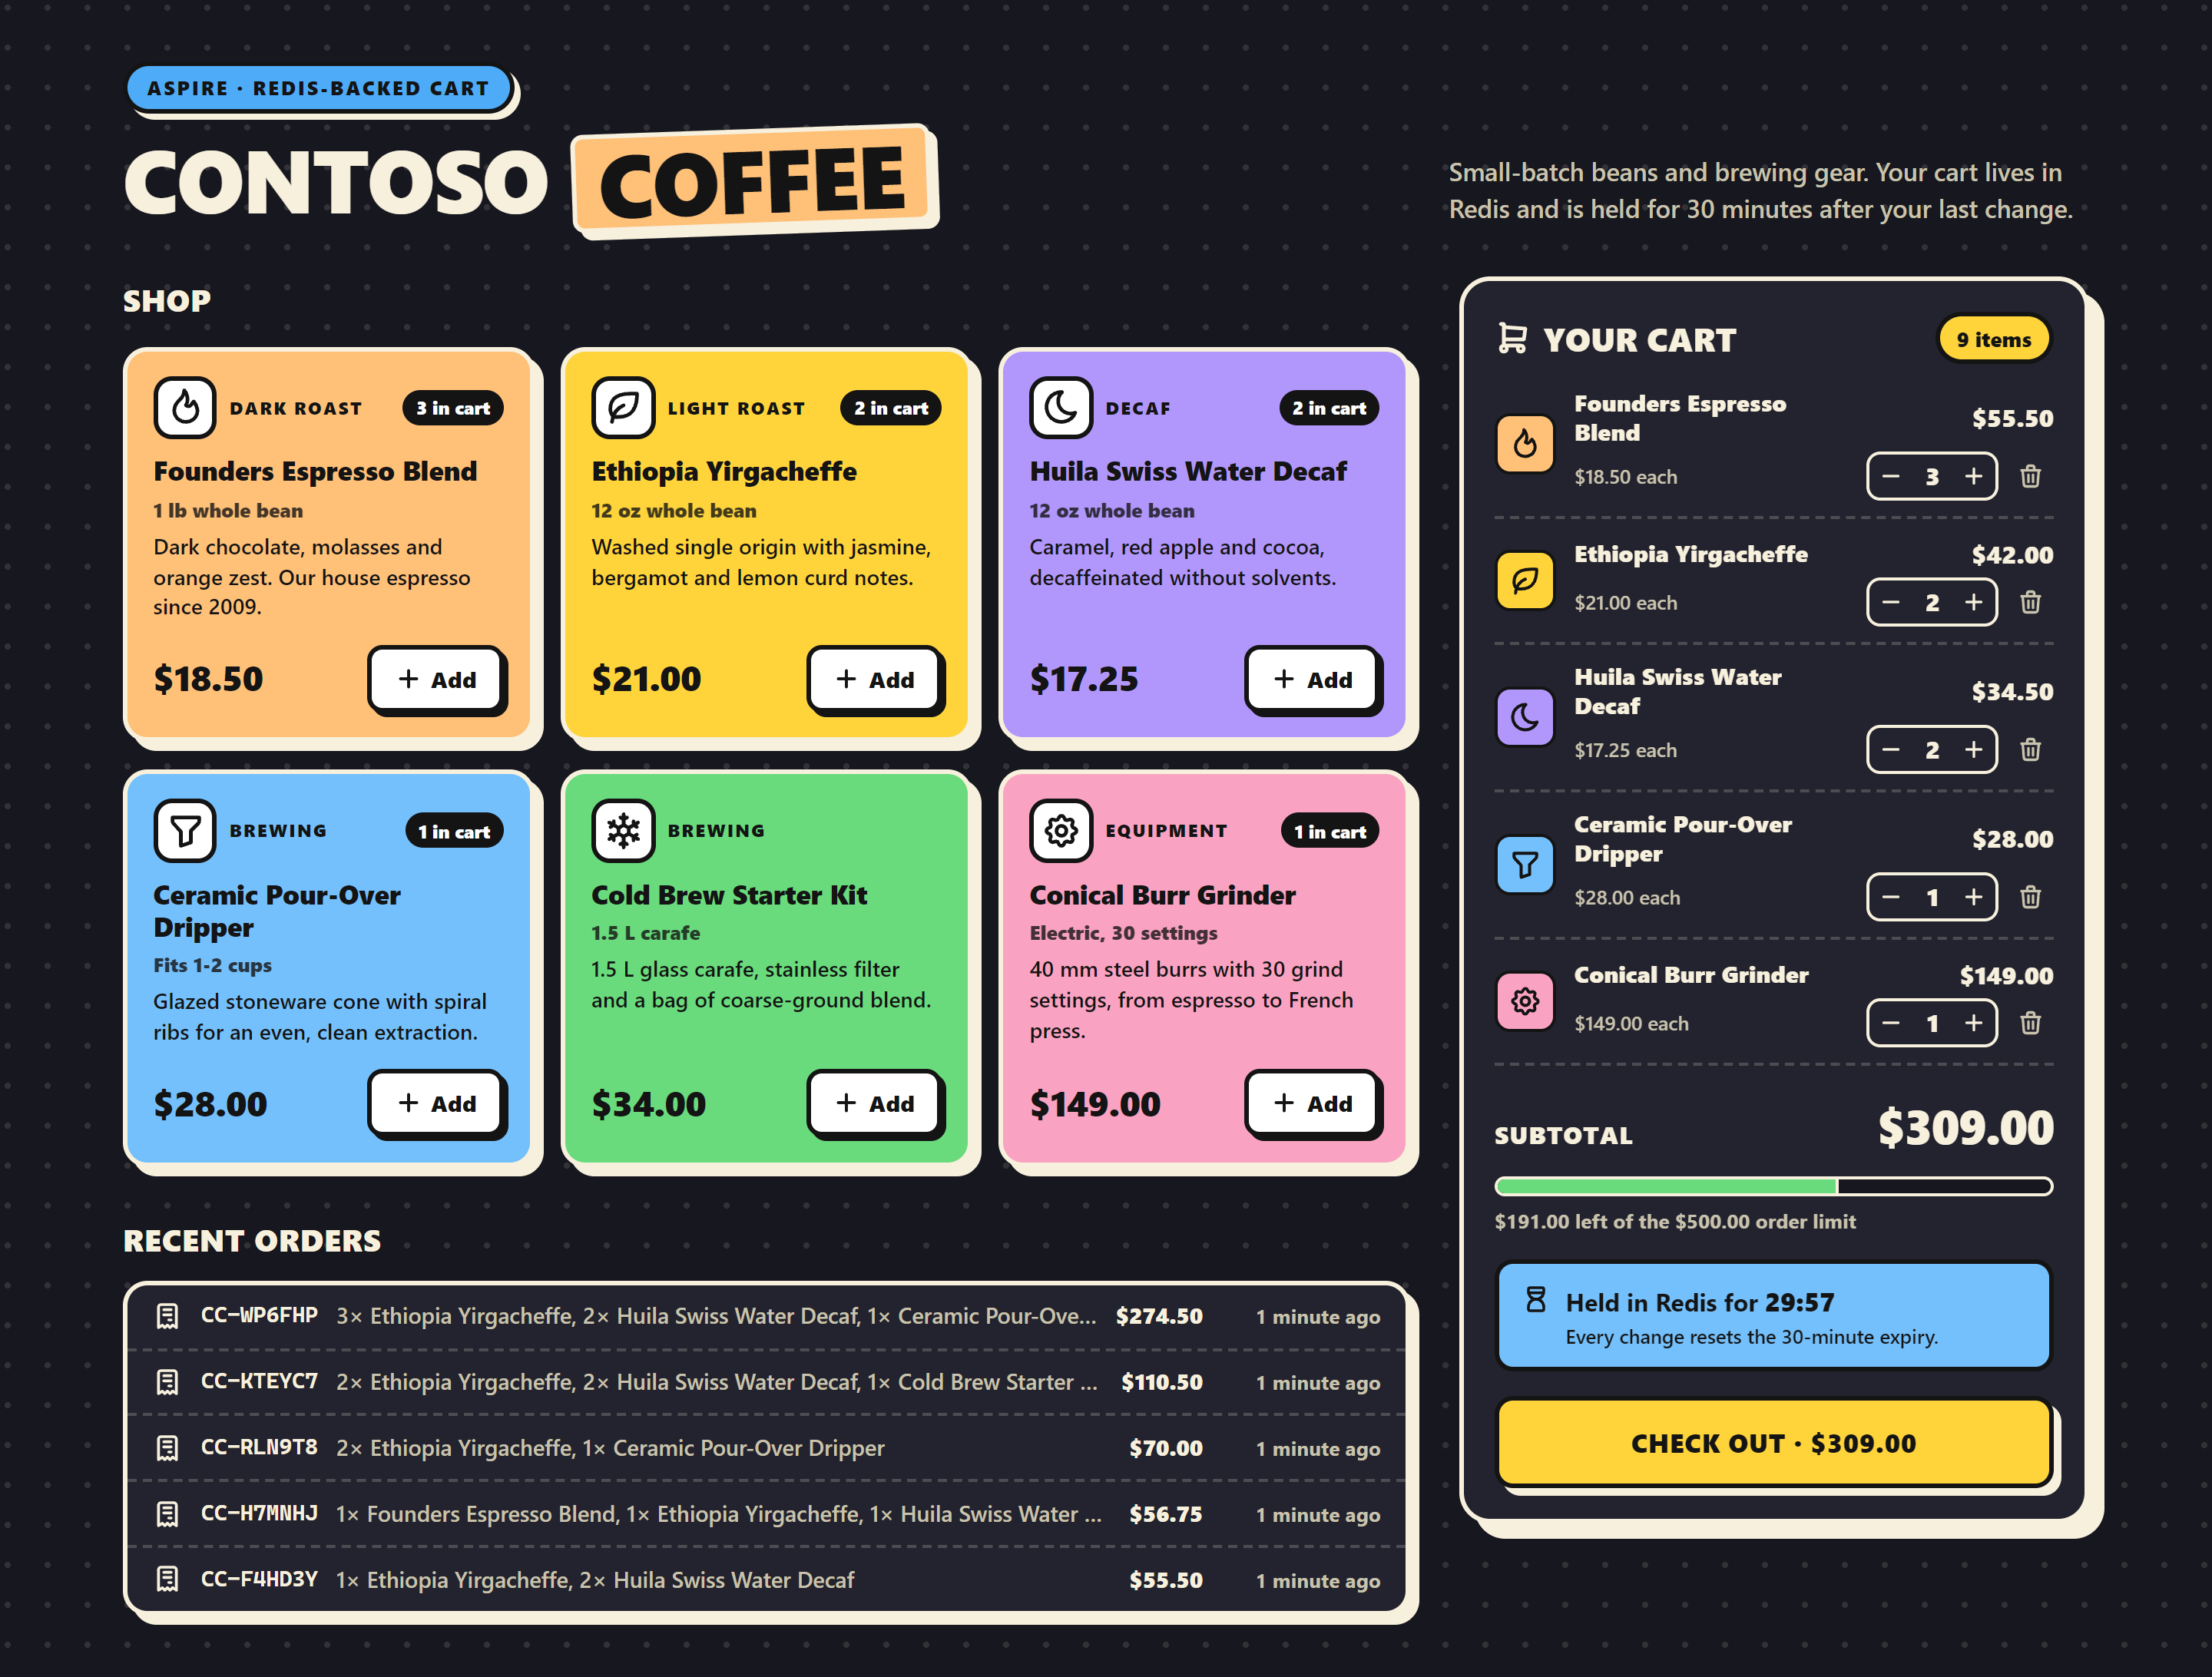 ASPIRE · REDIS-BACKED CART
CONTOSO COFFEE
Small-batch beans and brewing gear. Your cart lives in
Redis and is held for 30 minutes after your last change.
SHOP
DARK ROAST
3 in cart
Founders Espresso Blend
1 lb whole bean
Dark chocolate, molasses and
orange zest. Our house espresso
since 2009.
$18.50
+ Add
LIGHT ROAST
2 in cart
Ethiopia Yirgacheffe
12 oz whole bean
Washed single origin with jasmine,
bergamot and lemon curd notes.
$21.00
+ Add
DECAF
2 in cart
Huila Swiss Water Decaf
12 oz whole bean
Caramel, red apple and cocoa,
decaffeinated without solvents.
$17.25
+ Add
BREWING
1 in cart
Ceramic Pour-Over
Dripper
Fits 1-2 cups
Glazed stoneware cone with spiral
ribs for an even, clean extraction.
$28.00
+ Add
BREWING
Cold Brew Starter Kit
1.5 L carafe
1.5 L glass carafe, stainless filter
and a bag of coarse-ground blend.
$34.00
+ Add
EQUIPMENT
1 in cart
Conical Burr Grinder
Electric, 30 settings
40 mm steel burrs with 30 grind
settings, from espresso to French
press.
$149.00
+ Add
RECENT ORDERS
CC-WP6FHP 3× Ethiopia Yirgacheffe, 2× Huila Swiss Water Decaf, 1× Ceramic Pour-Ove... $274.50 1 minute ago
CC-KTEYC7 2× Ethiopia Yirgacheffe, 2× Huila Swiss Water Decaf, 1× Cold Brew Starter ... $110.50 1 minute ago
CC-RLN9T8 2× Ethiopia Yirgacheffe, 1× Ceramic Pour-Over Dripper $70.00 1 minute ago
CC-H7MNHJ 1× Founders Espresso Blend, 1× Ethiopia Yirgacheffe, 1× Huila Swiss Water ... $56.75 1 minute ago
CC-F4HD3Y 1× Ethiopia Yirgacheffe, 2× Huila Swiss Water Decaf $55.50 1 minute ago
YOUR CART
9 items
Founders Espresso
Blend
$55.50
$18.50 each
− 3 +
Ethiopia Yirgacheffe
$42.00
$21.00 each
− 2 +
Huila Swiss Water
Decaf
$34.50
$17.25 each
− 2 +
Ceramic Pour-Over
Dripper
$28.00
$28.00 each
− 1 +
Conical Burr Grinder
$149.00
$149.00 each
− 1 +
SUBTOTAL
$309.00
$191.00 left of the $500.00 order limit
Held in Redis for 29:57
Every change resets the 30-minute expiry.
CHECK OUT · $309.00